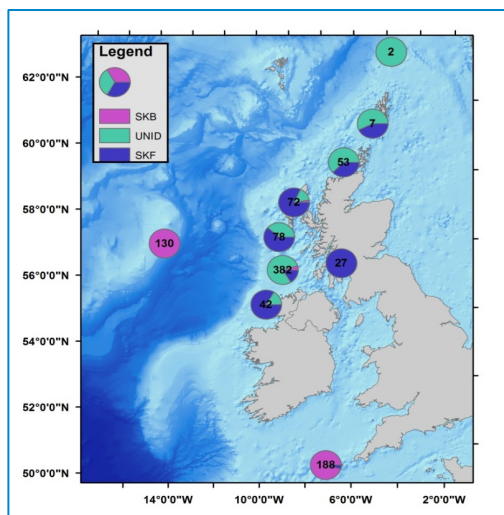 Legend
SKB
UNID
SKF
62°0'0"N
60°0'0"N
58°0'0"N
56°0'0"N
54°0'0"N
52°0'0"N
50°0'0"N
2
7
53
72
78
130
382
27
42
188
14°0'0"W
10°0'0"W
6°0'0"W
2°0'0"W